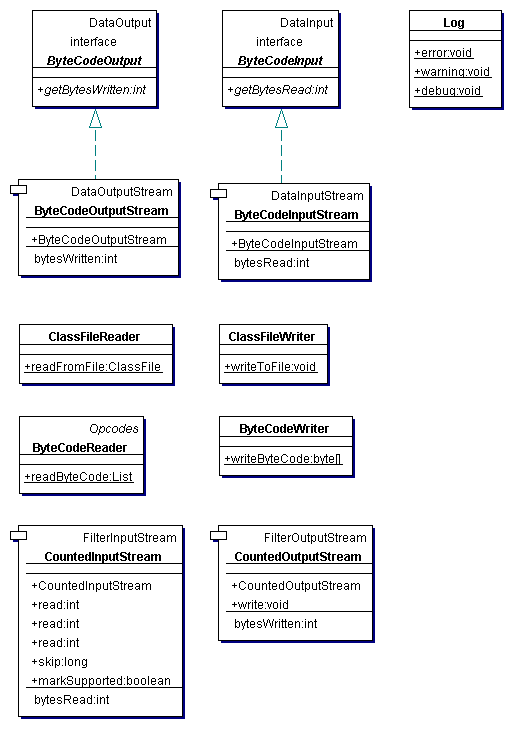 DataOutput
interface
ByteCodeOutput
+getBytesWritten:int
DataInput
interface
ByteCodeInput
+getBytesRead:int
Log
+error:void
+warning:void
+debug:void
DataOutputStream
ByteCodeOutputStream
+ByteCodeOutputStream
bytesWritten:int
DataInputStream
ByteCodeInputStream
+ByteCodeInputStream
bytesRead:int
ClassFileReader
+readFromFile:ClassFile
ClassFileWriter
+writeToFile:void
Opcodes
ByteCodeReader
+readByteCode:List
ByteCodeWriter
+writeByteCode:byte[]
FilterInputStream
CountedInputStream
+CountedInputStream
+read:int
+read:int
+read:int
+skip:long
+markSupported:boolean
bytesRead:int
FilterOutputStream
CountedOutputStream
+CountedOutputStream
+write:void
bytesWritten:int